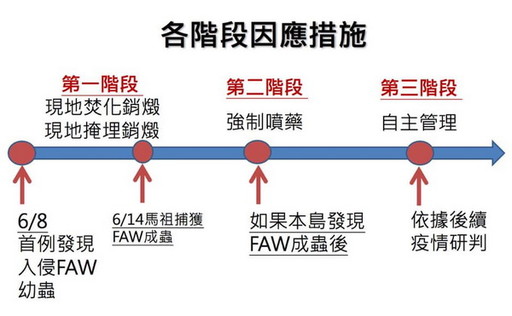 各階段因應措施
第一階段
現地焚化銷燬
現地掩埋銷燬
第二階段
強制噴藥
第三階段
自主管理
6/8
首例發現
入侵FAW
幼蟲
6/14馬祖捕獲
FAW成蟲
如果本島發現
FAW成蟲後
依據後續
疫情研判